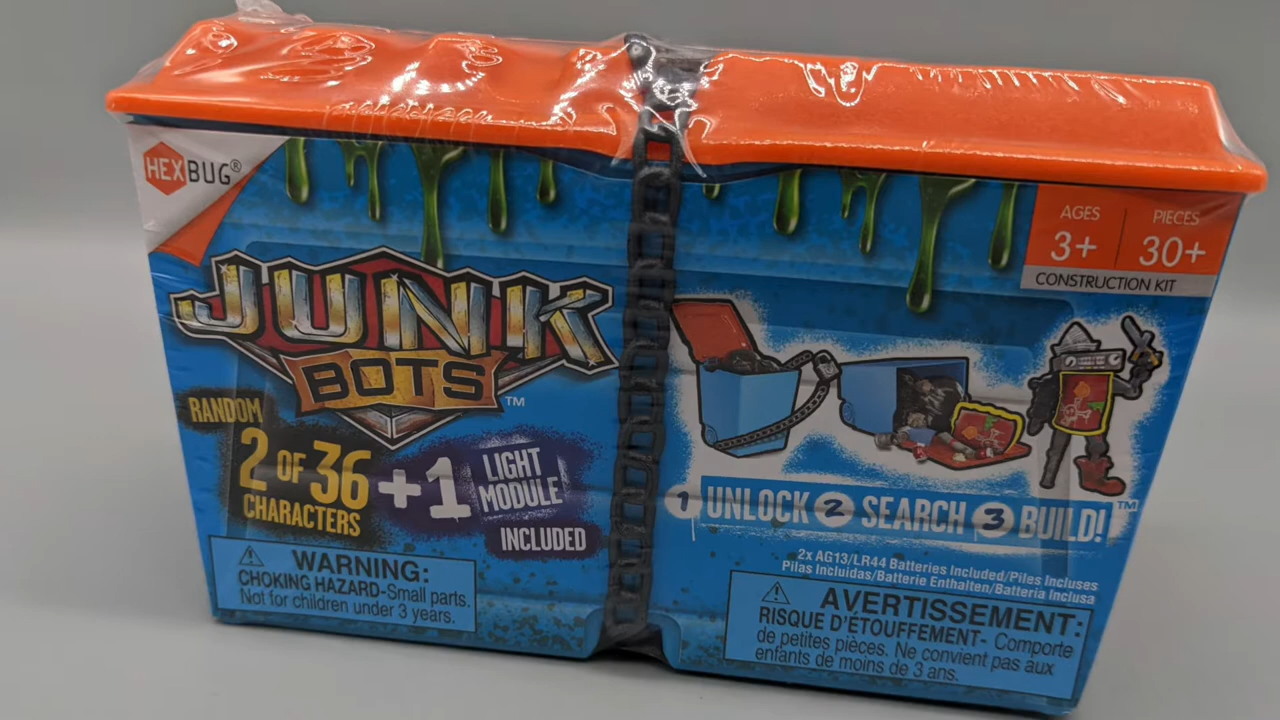 HEXBUG®
AGES
3+
PIECES
30+
CONSTRUCTION KIT
JUNK
BOTS™
RANDOM
2 OF 36
CHARACTERS
+1
LIGHT
MODULE
INCLUDED
1 UNLOCK 2 SEARCH 3 BUILD!™
2x AG13/LR44 Batteries Included/Piles Incluses
Pilas Incluidas/Batterie Enthalten/Batteria Inclusa
WARNING:
CHOKING HAZARD-Small parts.
Not for children under 3 years.
AVERTISSEMENT:
RISQUE D'ÉTOUFFEMENT- Comporte
de petites pièces. Ne convient pas aux
enfants de moins de 3 ans.